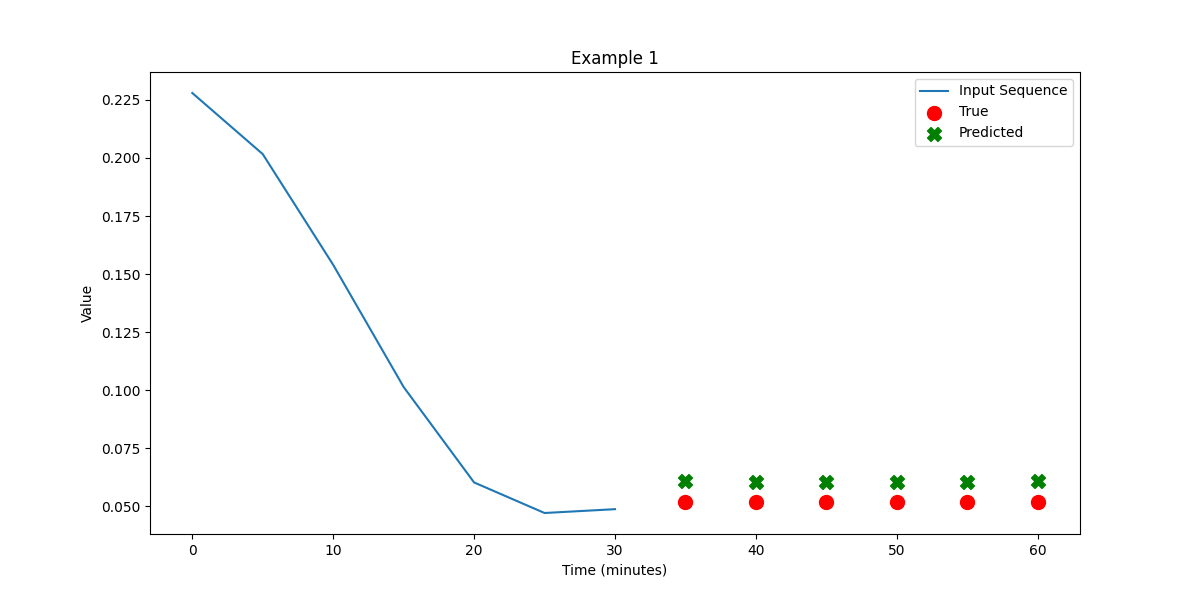 Example 1
Input Sequence
True
Predicted
0.225
0.200
0.175
0.150
0.125
0.100
0.075
0.050
Value
0 10 20 30 40 50 60
Time (minutes)